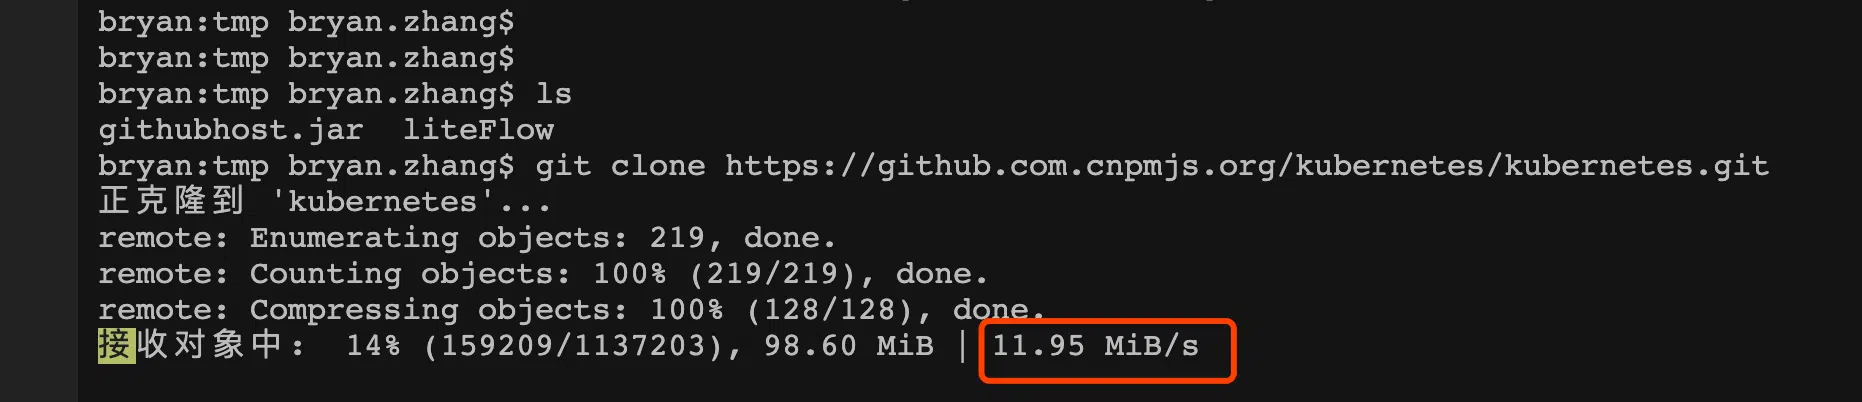 bryan:tmp bryan.zhang$
bryan:tmp bryan.zhang$
bryan:tmp bryan.zhang$ ls
githubhost.jar  liteFlow
bryan:tmp bryan.zhang$ git clone https://github.com.cnpmjs.org/kubernetes/kubernetes.git
正克隆到 'kubernetes'...
remote: Enumerating objects: 219, done.
remote: Counting objects: 100% (219/219), done.
remote: Compressing objects: 100% (128/128), done.
接收对象中:  14% (159209/1137203), 98.60 MiB | 11.95 MiB/s